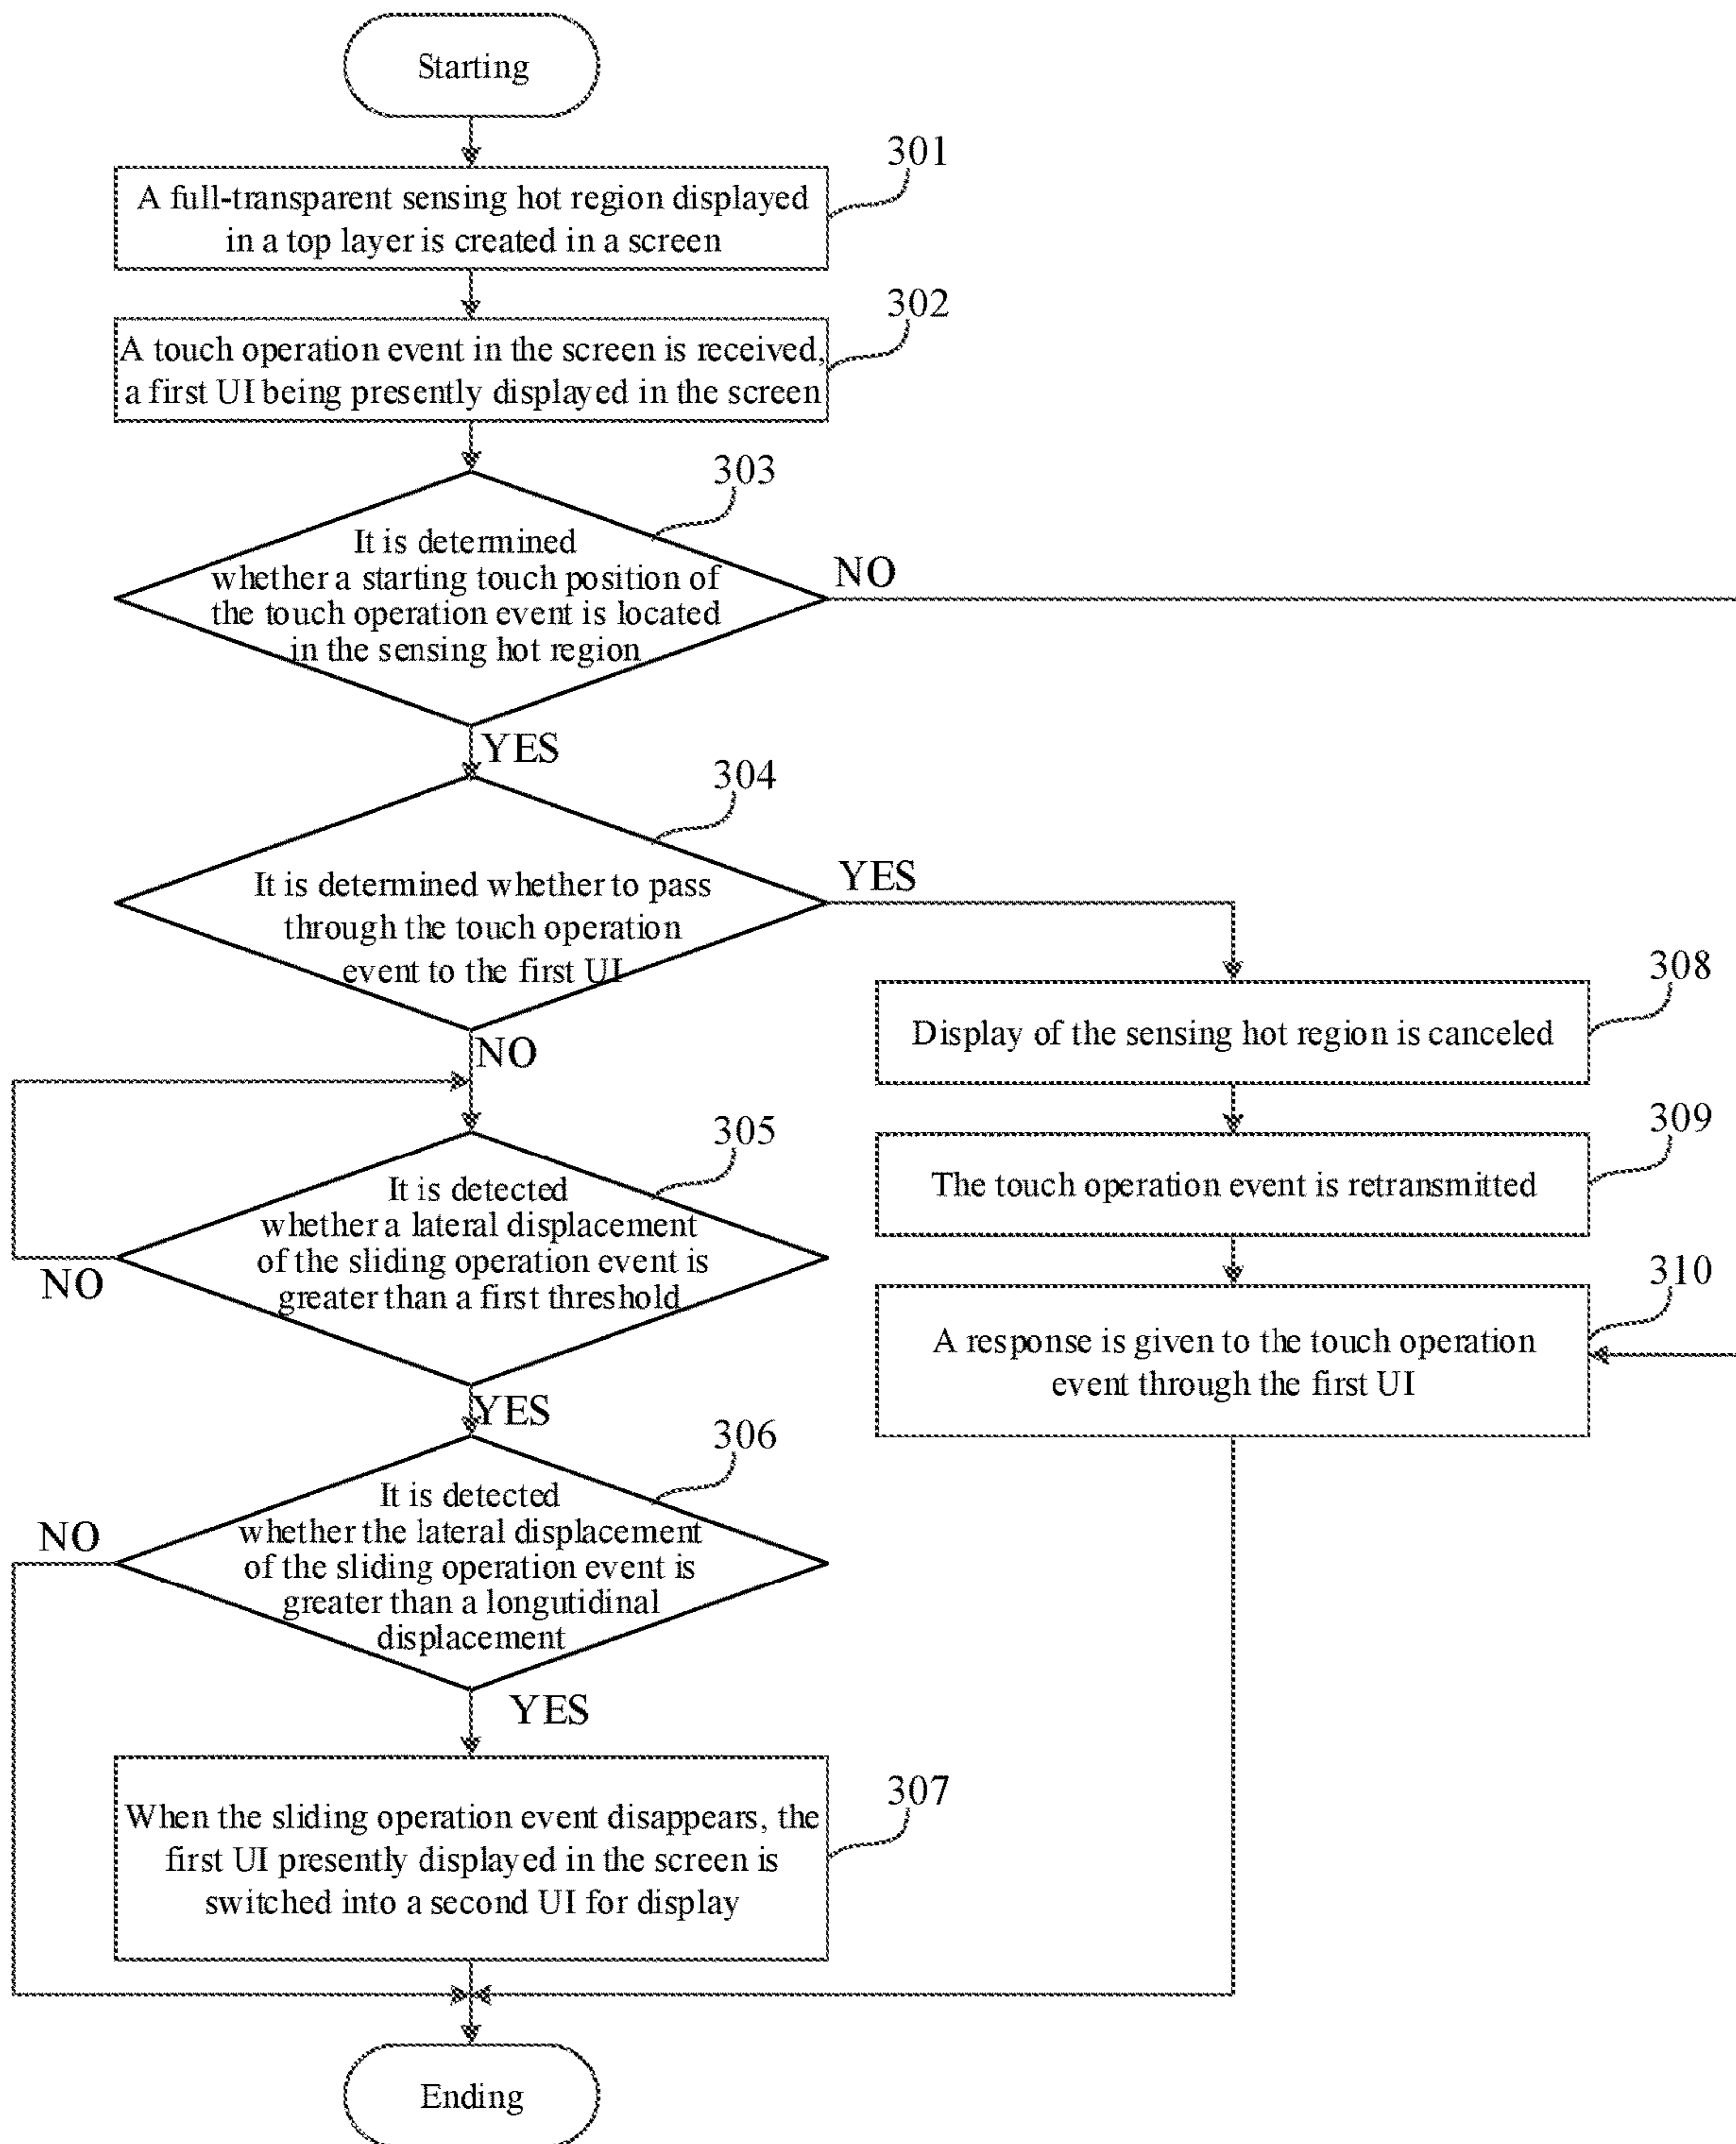 Starting
301
A full-transparent sensing hot region displayed
in a top layer is created in a screen
302
A touch operation event in the screen is received,
a first UI being presently displayed in the screen
303
It is determined
whether a starting touch position of
the touch operation event is located
in the sensing hot region
NO
YES
304
It is determined whether to pass
through the touch operation
event to the first UI
YES
NO
308
Display of the sensing hot region is canceled
309
The touch operation event is retransmitted
310
A response is given to the touch operation
event through the first UI
305
It is detected
whether a lateral displacement
of the sliding operation event is
greater than a first threshold
NO
YES
306
It is detected
whether the lateral displacement
of the sliding operation event is
greater than a longutidinal
displacement
NO
YES
307
When the sliding operation event disappears, the
first UI presently displayed in the screen is
switched into a second UI for display
Ending